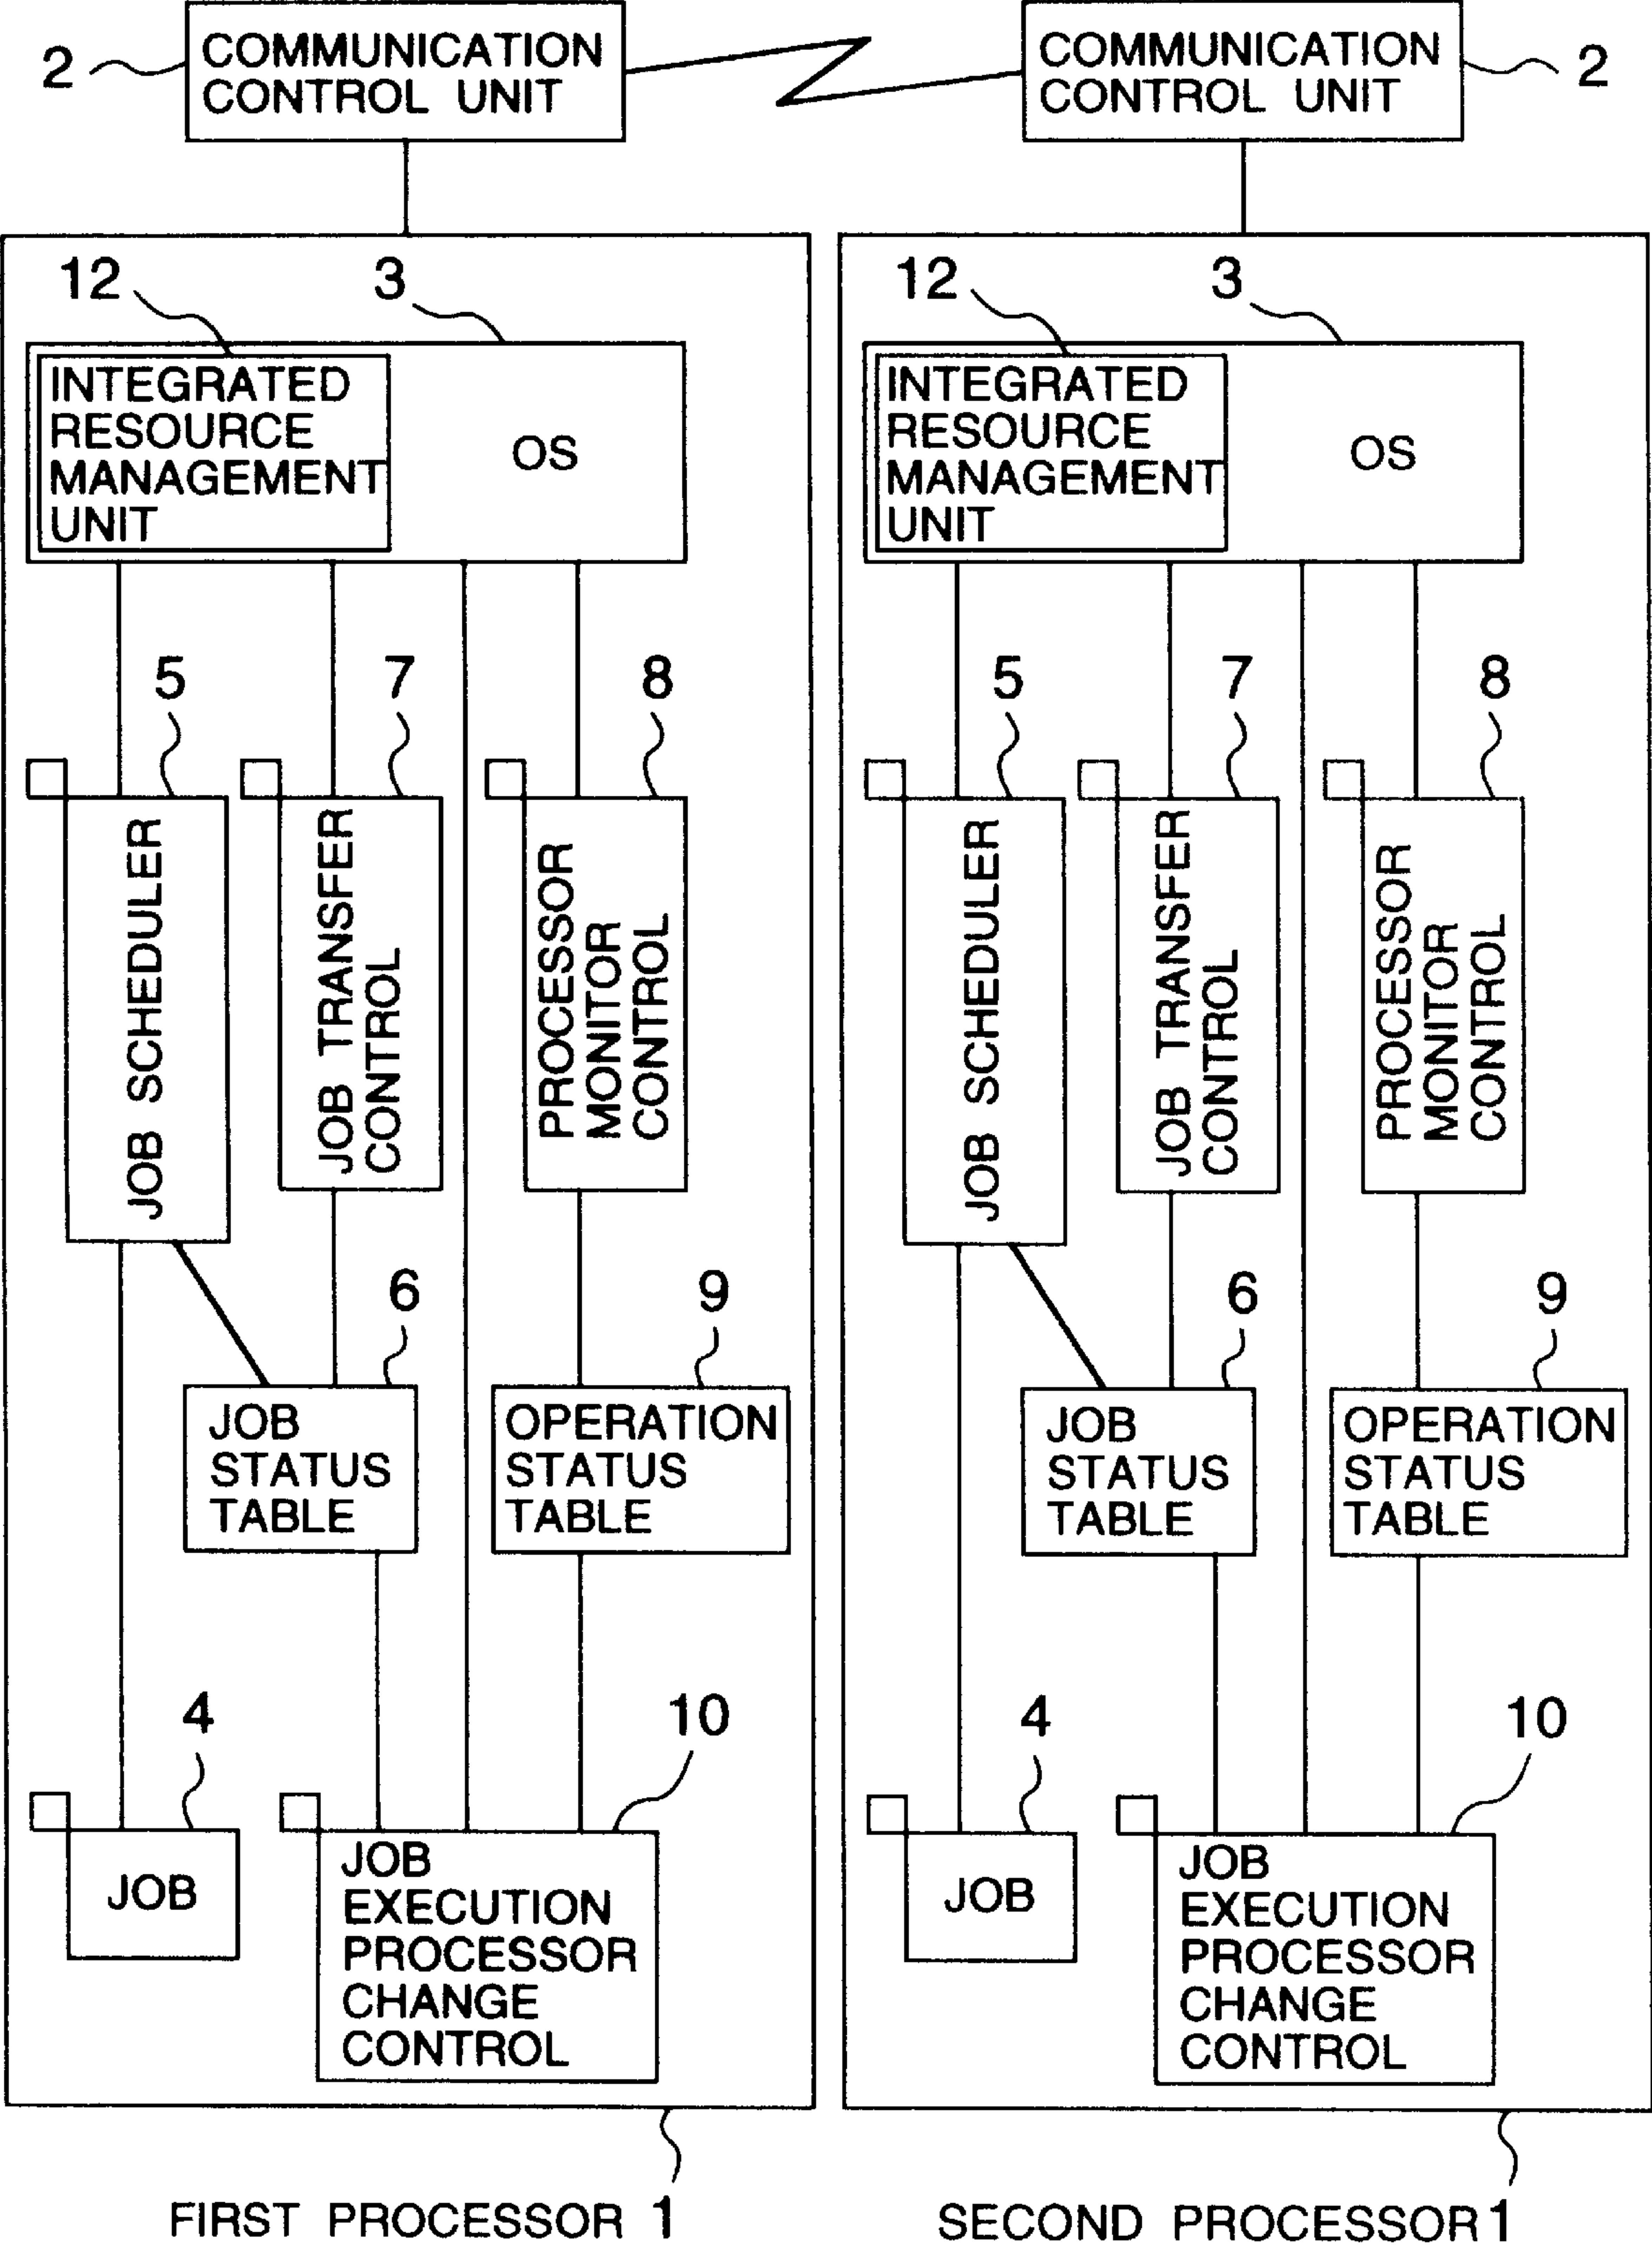 2
COMMUNICATION
CONTROL UNIT
COMMUNICATION
CONTROL UNIT
2
12
3
INTEGRATED
RESOURCE
MANAGEMENT
UNIT
OS
5
7
8
JOB SCHEDULER
JOB TRANSFER
CONTROL
PROCESSOR
MONITOR
CONTROL
6
9
JOB
STATUS
TABLE
OPERATION
STATUS
TABLE
4
10
JOB
JOB
EXECUTION
PROCESSOR
CHANGE
CONTROL
FIRST PROCESSOR 1
12
3
INTEGRATED
RESOURCE
MANAGEMENT
UNIT
OS
5
7
8
JOB SCHEDULER
JOB TRANSFER
CONTROL
PROCESSOR
MONITOR
CONTROL
6
9
JOB
STATUS
TABLE
OPERATION
STATUS
TABLE
4
10
JOB
JOB
EXECUTION
PROCESSOR
CHANGE
CONTROL
SECOND PROCESSOR 1